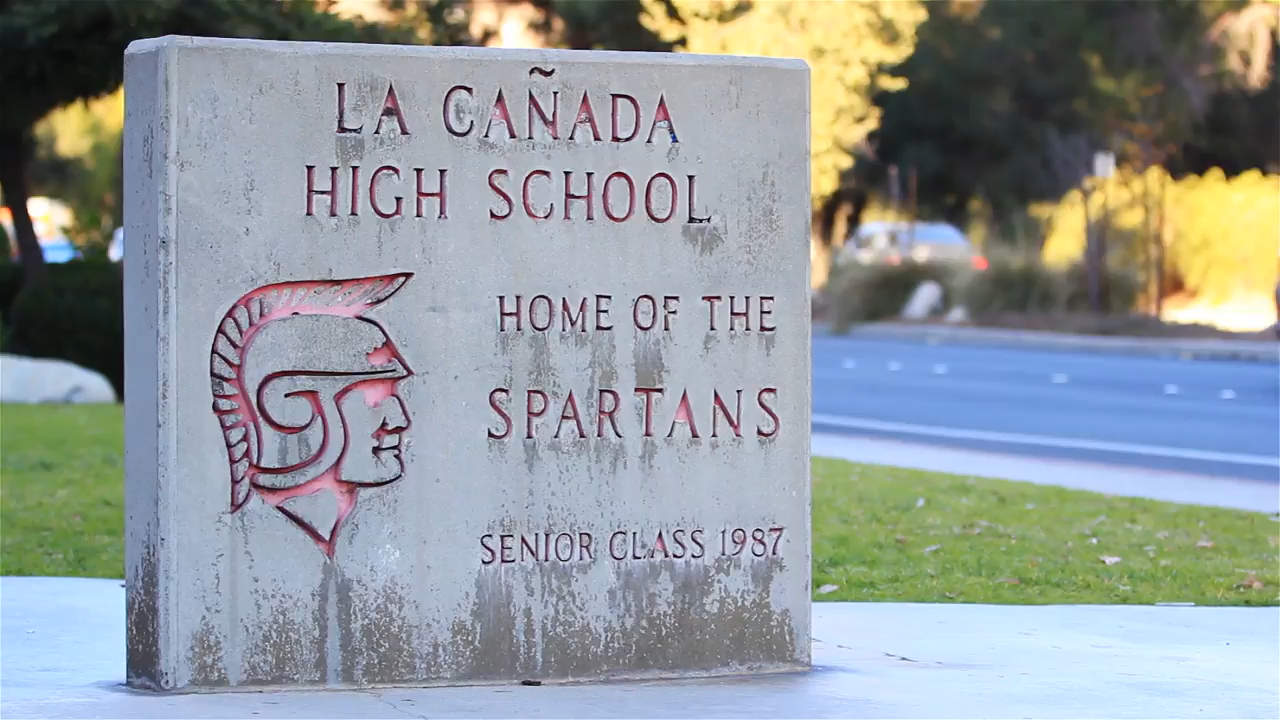 LA CAÑADA
HIGH SCHOOL
HOME OF THE
SPARTANS
SENIOR CLASS 1987